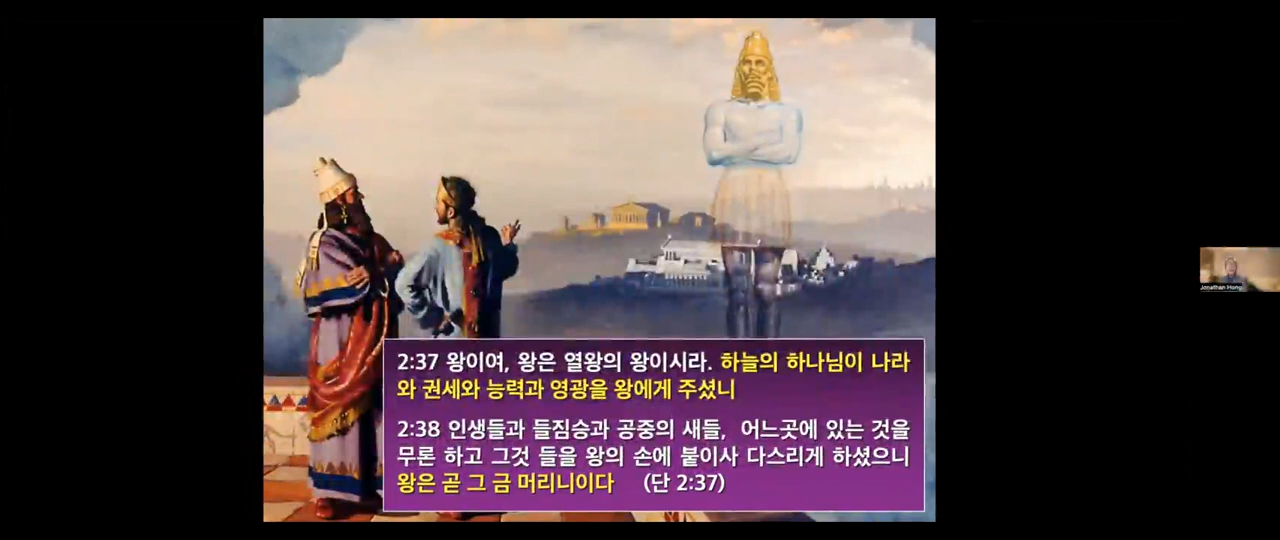 2:37 왕이여, 왕은 열왕의 왕이시라. 하늘의 하나님이 나라
와 권세와 능력과 영광을 왕에게 주셨니
2:38 인생들과 들짐승과 공중의 새들, 어느곳에 있는 것을
무론 하고 그것 들을 왕의 손에 붙이사 다스리게 하셨으니
왕은 곧 그 금 머리니이다 (단 2:37)
Jonathan Hong